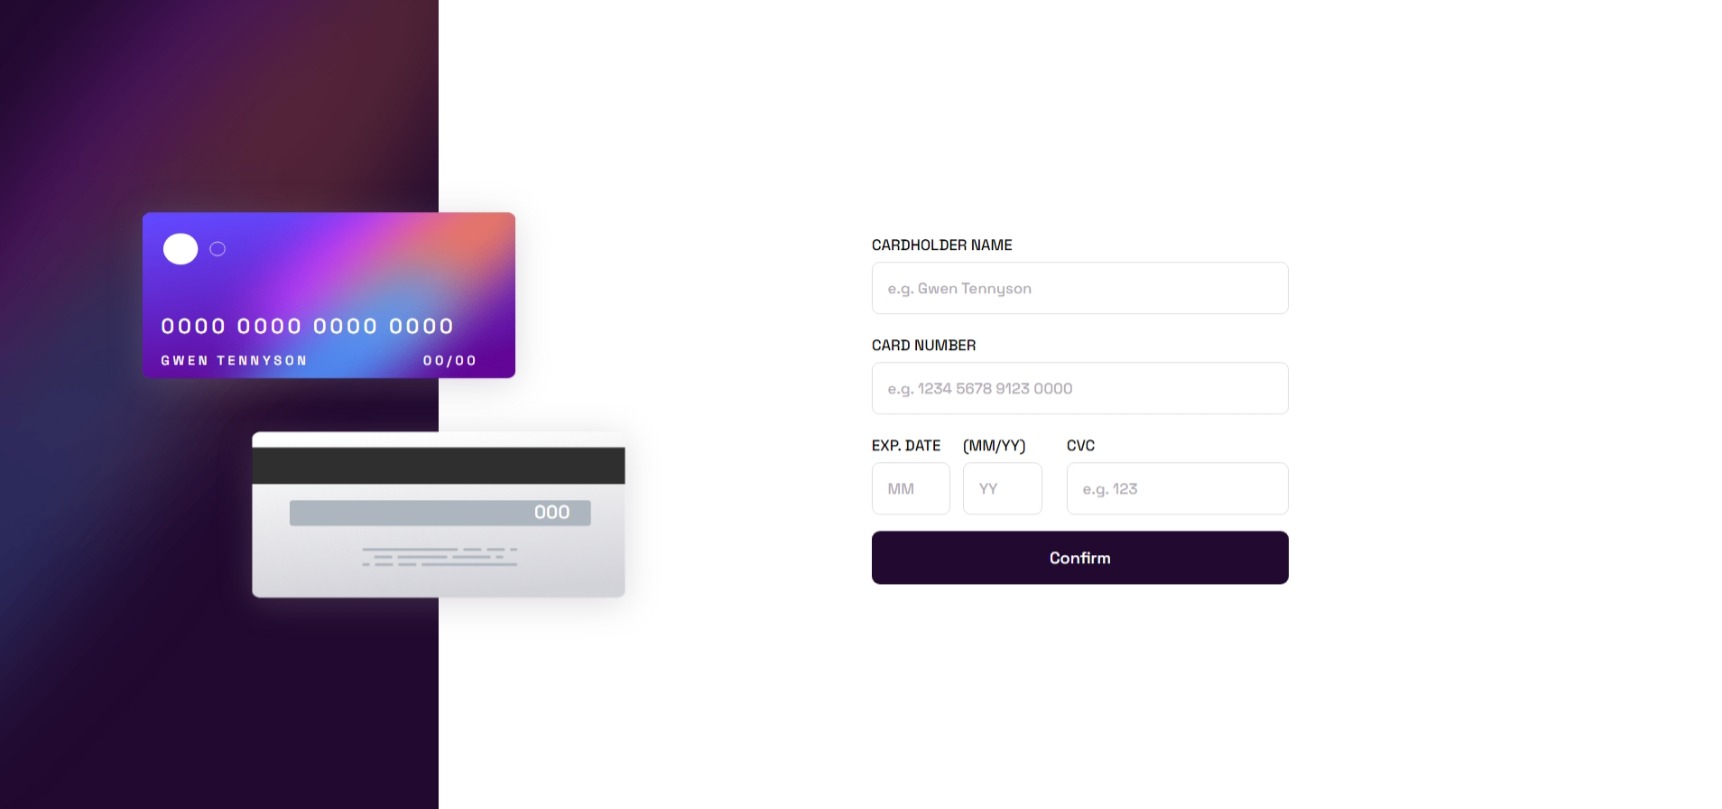 0000 0000 0000 0000
GWEN TENNYSON 00/00
000
CARDHOLDER NAME
e.g. Gwen Tennyson
CARD NUMBER
e.g. 1234 5678 9123 0000
EXP. DATE (MM/YY) CVC
MM YY e.g. 123
Confirm